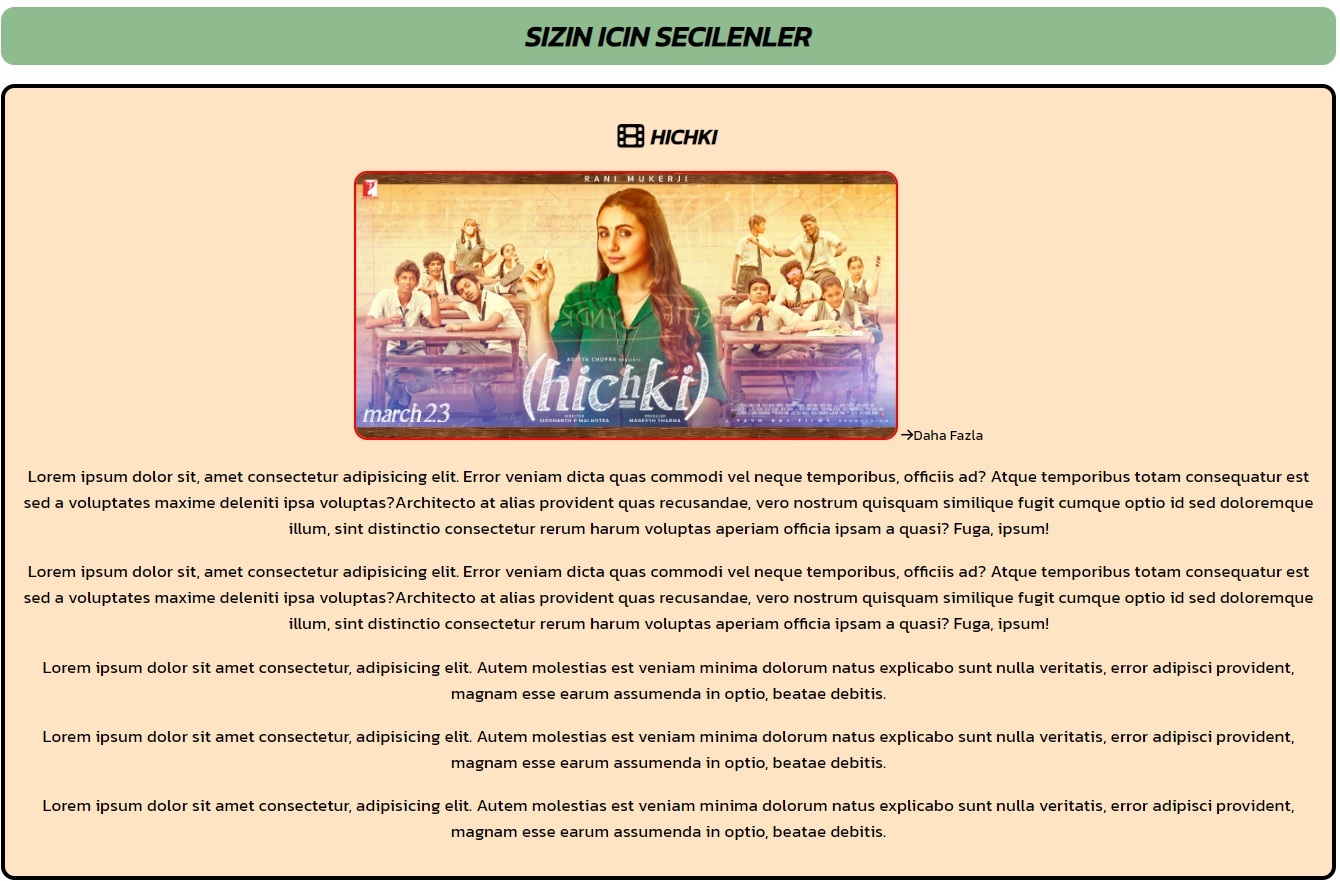 SIZIN ICIN SECILENLER
HICHKI
RANI MUKERJI
ADITYA CHOPRA PRESENTS
(hichki)
DIRECTOR PRODUCER
SIDDHARTH P MALHOTRA MANEESH SHARMA
march 23
A YASH RAJ FILMS PRODUCTION
Daha Fazla
Lorem ipsum dolor sit, amet consectetur adipisicing elit. Error veniam dicta quas commodi vel neque temporibus, officiis ad? Atque temporibus totam consequatur est
sed a voluptates maxime deleniti ipsa voluptas?Architecto at alias provident quas recusandae, vero nostrum quisquam similique fugit cumque optio id sed doloremque
illum, sint distinctio consectetur rerum harum voluptas aperiam officia ipsam a quasi? Fuga, ipsum!
Lorem ipsum dolor sit, amet consectetur adipisicing elit. Error veniam dicta quas commodi vel neque temporibus, officiis ad? Atque temporibus totam consequatur est
sed a voluptates maxime deleniti ipsa voluptas?Architecto at alias provident quas recusandae, vero nostrum quisquam similique fugit cumque optio id sed doloremque
illum, sint distinctio consectetur rerum harum voluptas aperiam officia ipsam a quasi? Fuga, ipsum!
Lorem ipsum dolor sit amet consectetur, adipisicing elit. Autem molestias est veniam minima dolorum natus explicabo sunt nulla veritatis, error adipisci provident,
magnam esse earum assumenda in optio, beatae debitis.
Lorem ipsum dolor sit amet consectetur, adipisicing elit. Autem molestias est veniam minima dolorum natus explicabo sunt nulla veritatis, error adipisci provident,
magnam esse earum assumenda in optio, beatae debitis.
Lorem ipsum dolor sit amet consectetur, adipisicing elit. Autem molestias est veniam minima dolorum natus explicabo sunt nulla veritatis, error adipisci provident,
magnam esse earum assumenda in optio, beatae debitis.